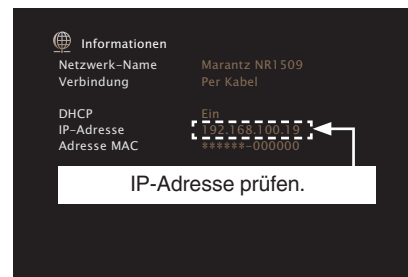 Informationen
Netzwerk-Name Marantz NR1509
Verbindung Per Kabel
DHCP Ein
IP-Adresse 192.168.100.19
Adresse MAC ******-000000
IP-Adresse prüfen.